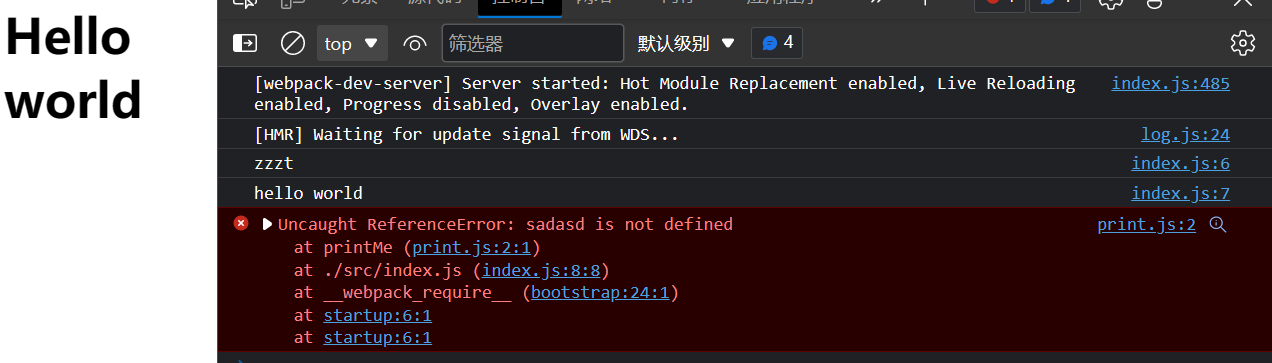 Hello
world
top
筛选器
默认级别
4
[webpack-dev-server] Server started: Hot Module Replacement enabled, Live Reloading
enabled, Progress disabled, Overlay enabled.
index.js:485
[HMR] Waiting for update signal from WDS...
log.js:24
zzzt
index.js:6
hello world
index.js:7
Uncaught ReferenceError: sadasd is not defined
print.js:2
at printMe (print.js:2:1)
at ./src/index.js (index.js:8:8)
at __webpack_require__ (bootstrap:24:1)
at startup:6:1
at startup:6:1